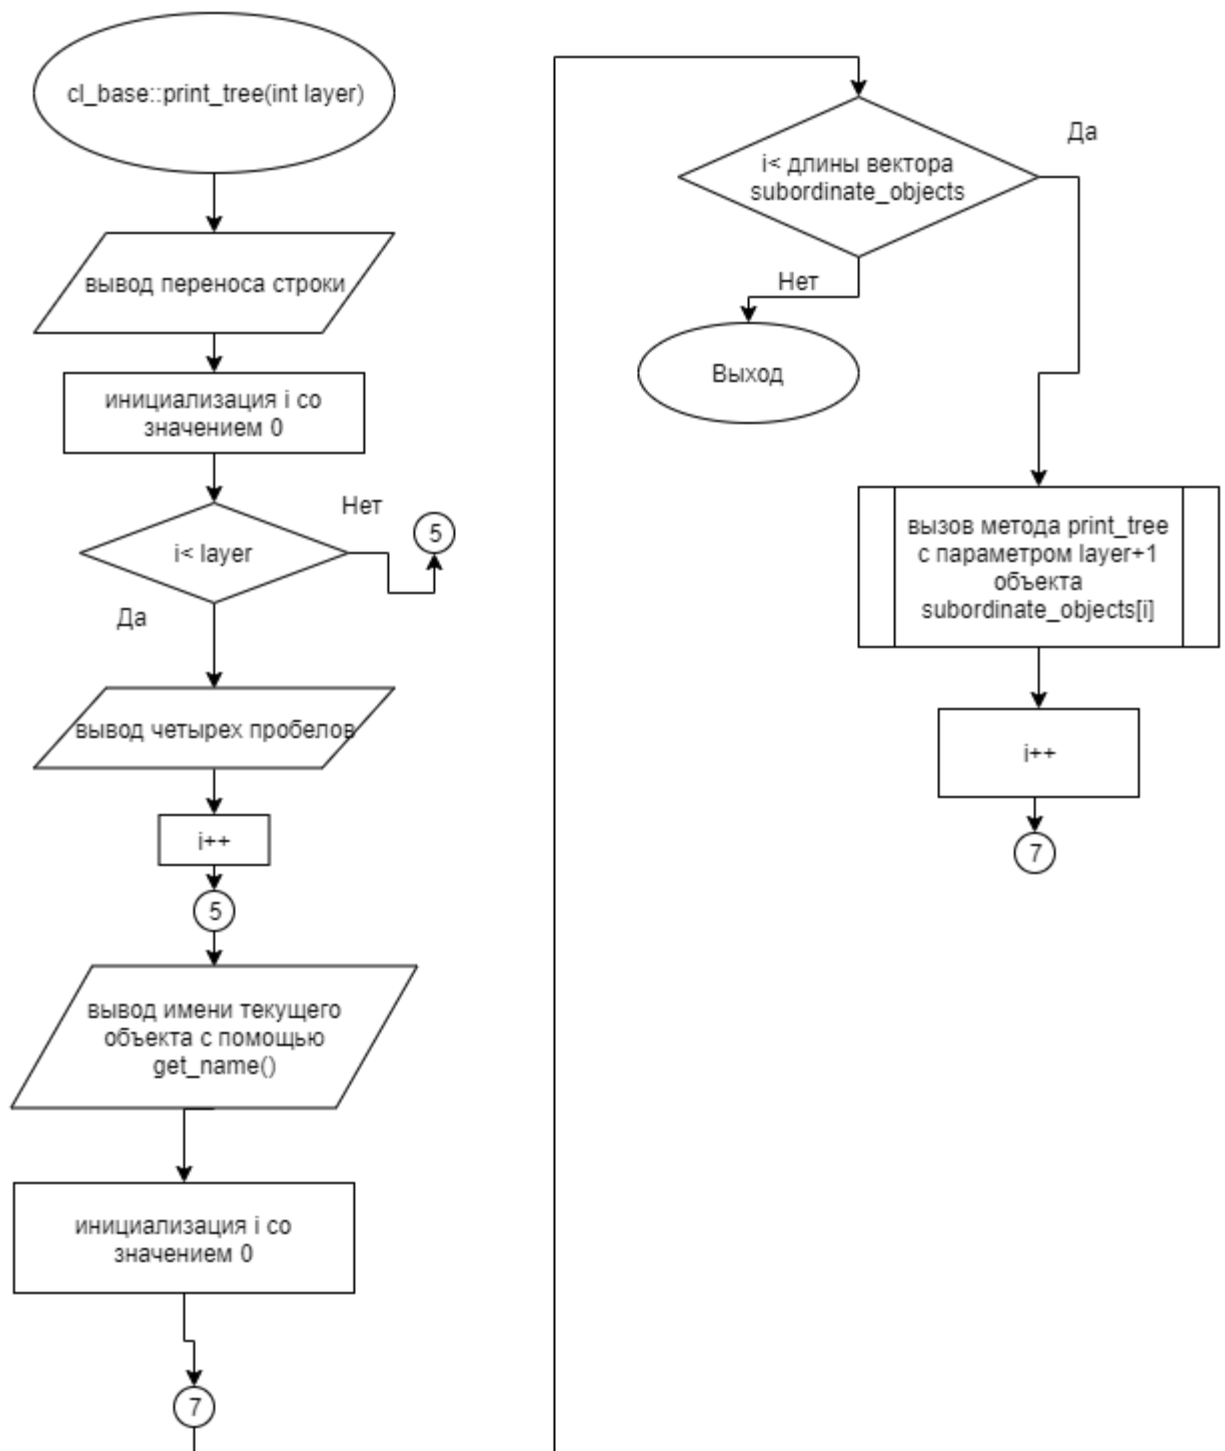 cl_base::print_tree(int layer)
вывод переноса строки
инициализация i со
значением 0
i< layer
Нет
5
Да
вывод четырех пробелов
i++
5
вывод имени текущего
объекта с помощью
get_name()
инициализация i со
значением 0
7
i< длины вектора
subordinate_objects
Да
Нет
Выход
вызов метода print_tree
с параметром layer+1
объекта
subordinate_objects[i]
i++
7